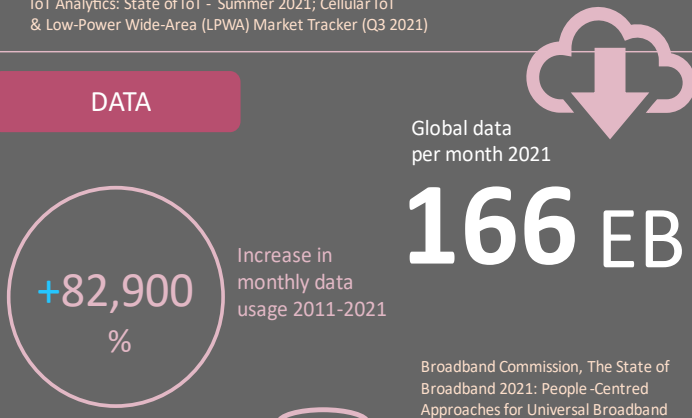 IoT Analytics: State of IoT - Summer 2021; Cellular IoT
& Low-Power Wide-Area (LPWA) Market Tracker (Q3 2021)
DATA
Global data
per month 2021
166 EB
+82,900
%
Increase in
monthly data
usage 2011-2021
Broadband Commission, The State of
Broadband 2021: People-Centred
Approaches for Universal Broadband